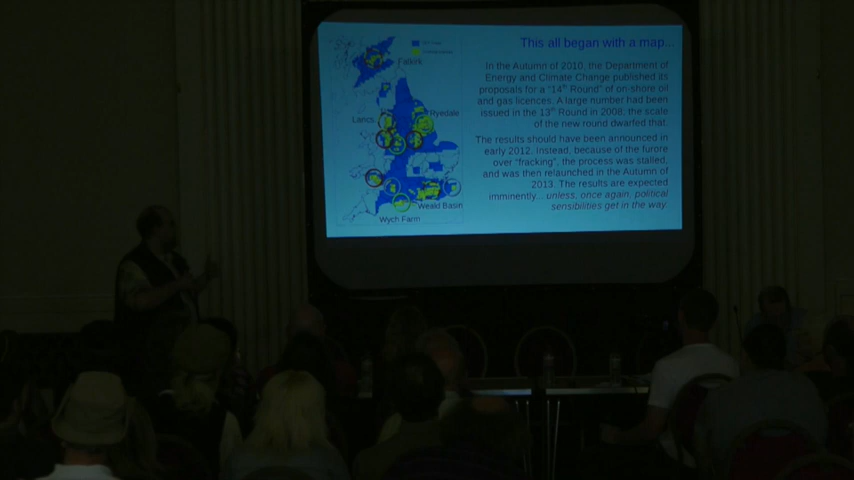 This all began with a map...
Falkirk
In the Autumn of 2010, the Department of
Energy and Climate Change published its
proposals for a "14th Round" of on-shore oil
and gas licences. A large number had been
issued in the 13th Round in 2008; the scale
of the new round dwarfed that.
Lancs.
Ryedale
The results should have been announced in
early 2012. Instead, because of the furore
over "fracking", the process was stalled,
and was then relaunched in the Autumn of
2013. The results are expected
imminently... unless, once again, political
sensibilities get in the way.
Weald Basin
Wych Farm